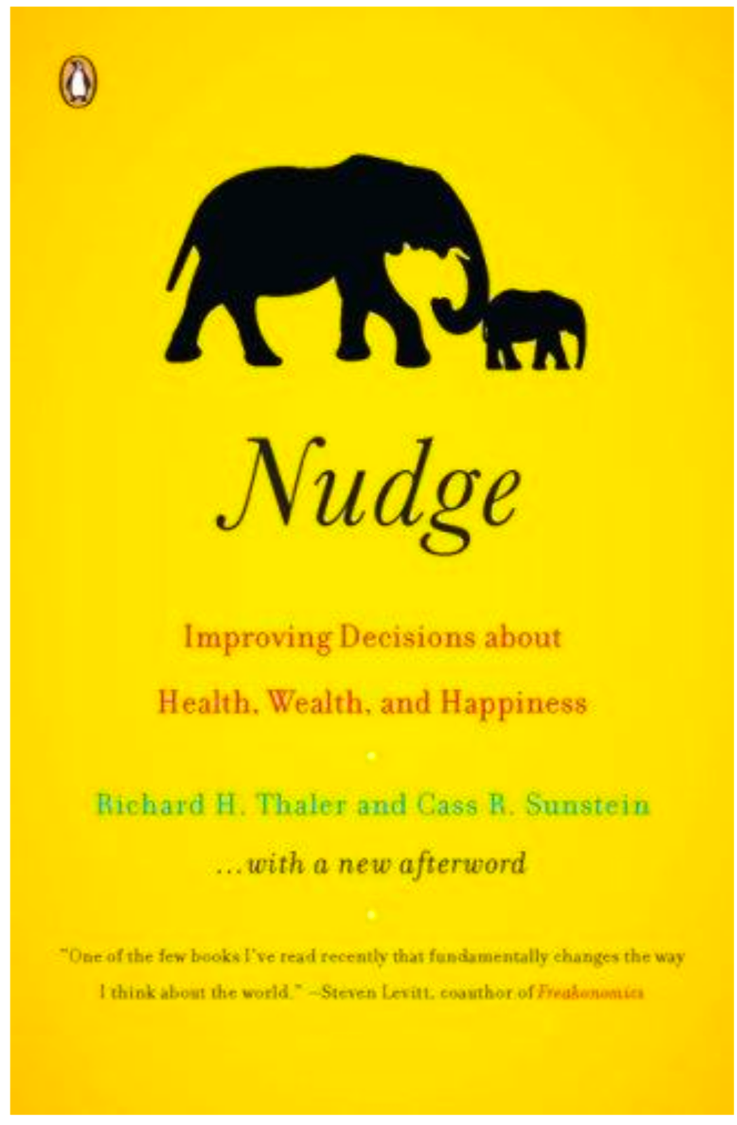 Nudge
Improving Decisions about
Health, Wealth, and Happiness
Richard H. Thaler and Cass R. Sunstein
...with a new afterword
"One of the few books I've read recently that fundamentally changes the way
I think about the world." —Steven Levitt, coauthor of Freakonomics